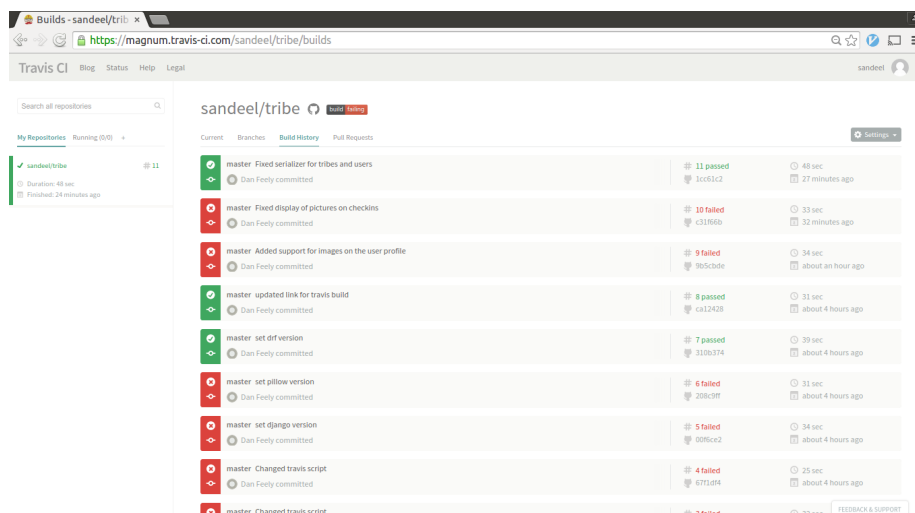 Builds - sandeel/trib ×
https://magnum.travis-ci.com/sandeel/tribe/builds
Travis CI Blog Status Help Legal sandeel
Search all repositories
My Repositories Running (0/0) +
sandeel/tribe # 11
Duration: 48 sec
Finished: 24 minutes ago
sandeel/tribe build failing
Current Branches Build History Pull Requests Settings
master Fixed serializer for tribes and users # 11 passed 48 sec
Dan Feely committed 1cc61c2 27 minutes ago
master Fixed display of pictures on checkins # 10 failed 33 sec
Dan Feely committed c31f66b 32 minutes ago
master Added support for images on the user profile # 9 failed 34 sec
Dan Feely committed 9b5cbde about an hour ago
master updated link for travis build # 8 passed 31 sec
Dan Feely committed ca12428 about 4 hours ago
master set drf version # 7 passed 39 sec
Dan Feely committed 310b374 about 4 hours ago
master set pillow version # 6 failed 31 sec
Dan Feely committed 208c9ff about 4 hours ago
master set django version # 5 failed 34 sec
Dan Feely committed 00f6ce2 about 4 hours ago
master Changed travis script # 4 failed 25 sec
Dan Feely committed 67f1df4 about 4 hours ago
master Changed travis script
FEEDBACK & SUPPORT